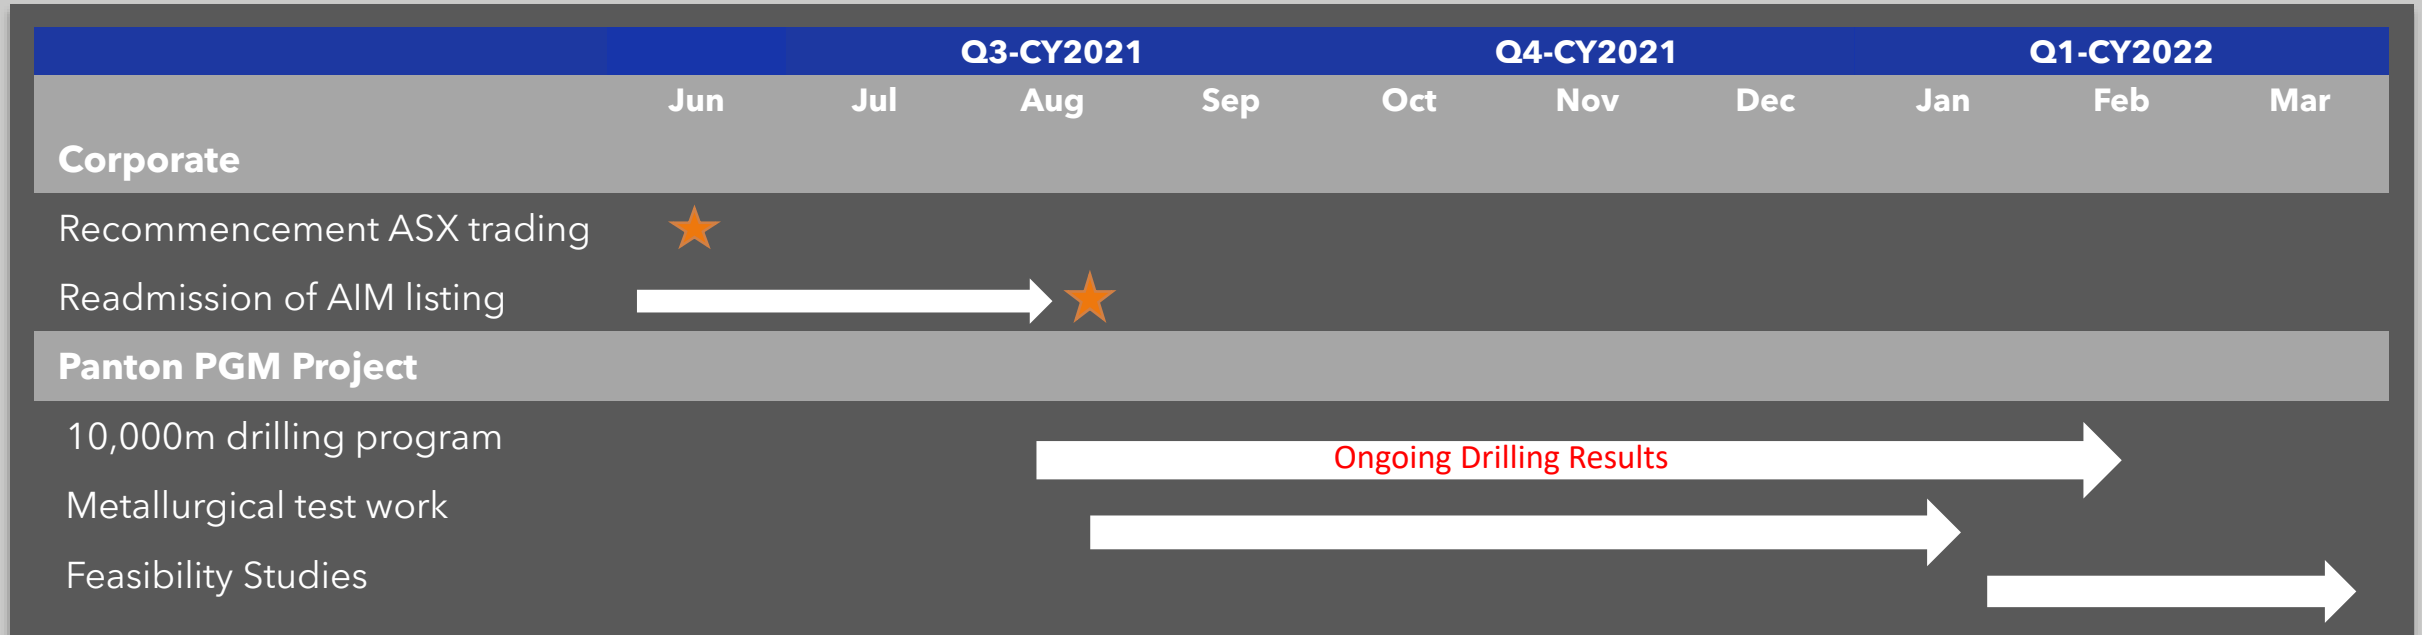 Q3-CY2021 Q4-CY2021 Q1-CY2022
Jun Jul Aug Sep Oct Nov Dec Jan Feb Mar
Corporate
Recommencement ASX trading
Readmission of AIM listing
Panton PGM Project
10,000m drilling program
Ongoing Drilling Results
Metallurgical test work
Feasibility Studies